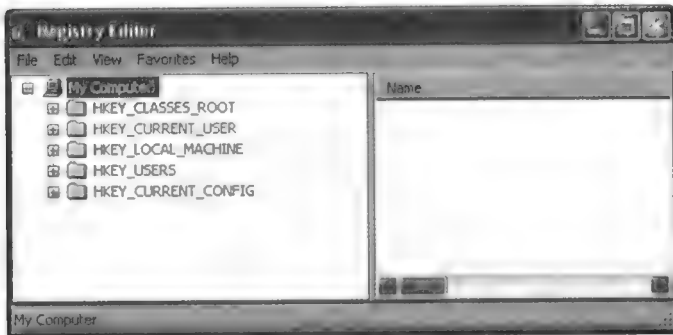 Registry Editor
File Edit View Favorites Help
My Computer
HKEY_CLASSES_ROOT
HKEY_CURRENT_USER
HKEY_LOCAL_MACHINE
HKEY_USERS
HKEY_CURRENT_CONFIG
Name
My Computer